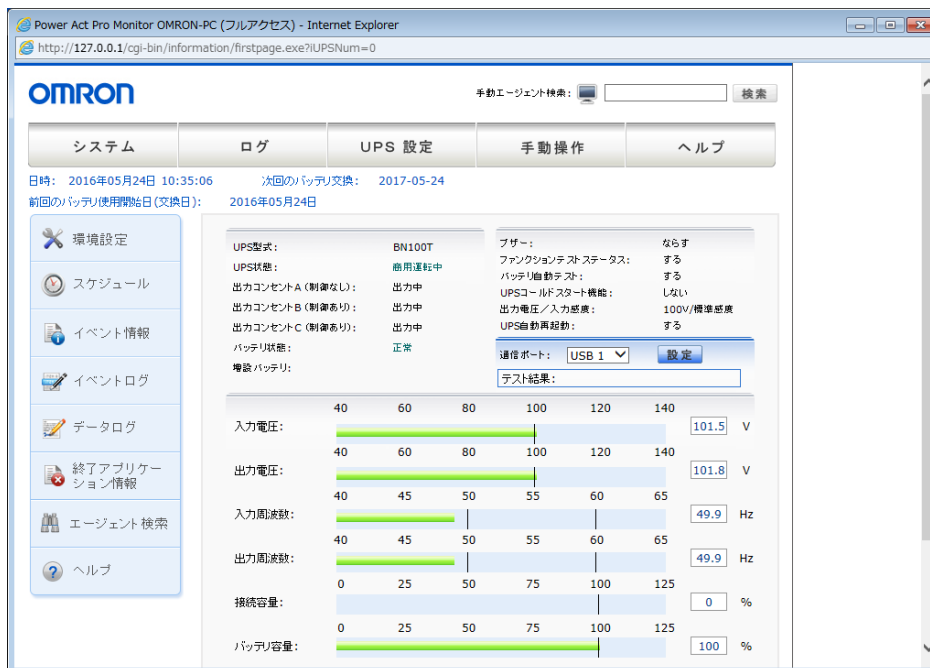 Power Act Pro Monitor OMRON-PC (フルアクセス) - Internet Explorer
http://127.0.0.1/cgi-bin/information/firstpage.exe?iUPSNum=0
OMRON
手動エージェント検索:
検索
システム ログ UPS 設定 手動操作 ヘルプ
日時: 2016年05月24日 10:35:06 次回のバッテリ交換: 2017-05-24
前回のバッテリ使用開始日(交換日): 2016年05月24日
環境設定
スケジュール
イベント情報
イベントログ
データログ
終了アプリケー
ション情報
エージェント検索
ヘルプ
UPS型式: BN100T
UPS状態: 商用運転中
出力コンセントA(制御なし): 出力中
出力コンセントB(制御あり): 出力中
出力コンセントC(制御あり): 出力中
バッテリ状態: 正常
増設バッテリ:
ブザー: ならす
ファンクションテストステータス: する
バッテリ自動テスト: する
UPSコールドスタート機能: しない
出力電圧/入力感度: 100V/標準感度
UPS自動再起動: する
通信ポート: USB 1 設定
テスト結果:
40 60 80 100 120 140
入力電圧: 101.5 V
40 60 80 100 120 140
出力電圧: 101.8 V
40 45 50 55 60 65
入力周波数: 49.9 Hz
40 45 50 55 60 65
出力周波数: 49.9 Hz
0 25 50 75 100 125
接続容量: 0 %
0 25 50 75 100 125
バッテリ容量: 100 %